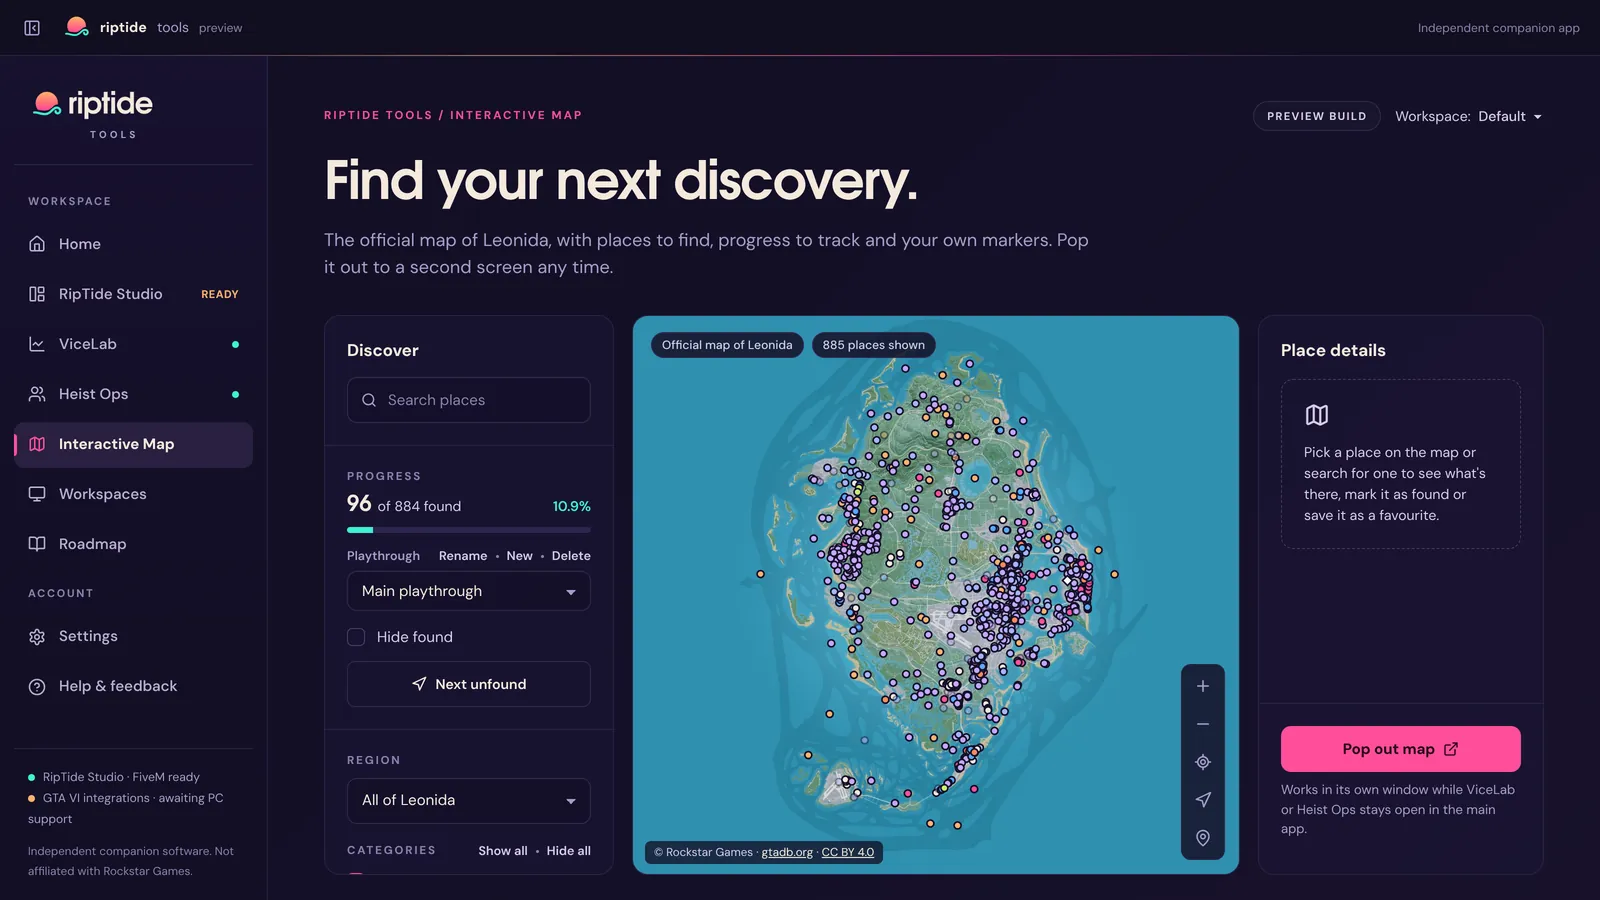 riptide tools preview
Independent companion app
riptide
TOOLS
WORKSPACE
Home
RipTide Studio READY
ViceLab
Heist Ops
Interactive Map
Workspaces
Roadmap
ACCOUNT
Settings
Help & feedback
RipTide Studio · FiveM ready
GTA VI integrations · awaiting PC
support
Independent companion software. Not
affiliated with Rockstar Games.
RIPTIDE TOOLS / INTERACTIVE MAP
PREVIEW BUILD
Workspace: Default
Find your next discovery.
The official map of Leonida, with places to find, progress to track and your own markers. Pop
it out to a second screen any time.
Discover
Search places
PROGRESS
96 of 884 found 10.9%
Playthrough Rename • New • Delete
Main playthrough
Hide found
Next unfound
REGION
All of Leonida
CATEGORIES Show all • Hide all
Official map of Leonida
885 places shown
© Rockstar Games · gtadb.org · CC BY 4.0
Place details
Pick a place on the map or
search for one to see what's
there, mark it as found or
save it as a favourite.
Pop out map
Works in its own window while ViceLab
or Heist Ops stays open in the main
app.